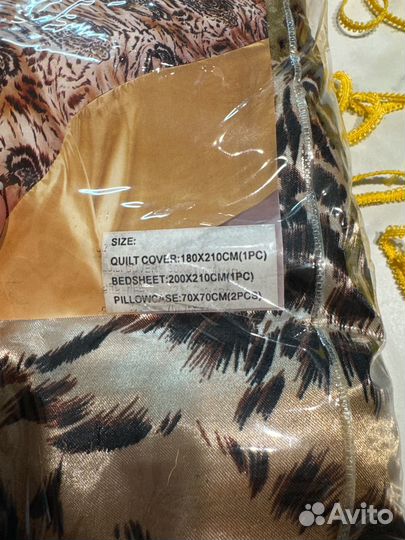 SIZE:
QUILT COVER:180X210CM(1PC)
BEDSHEET:200X210CM(1PC)
PILLOWCASE:70X70CM(2PCS)
Avito